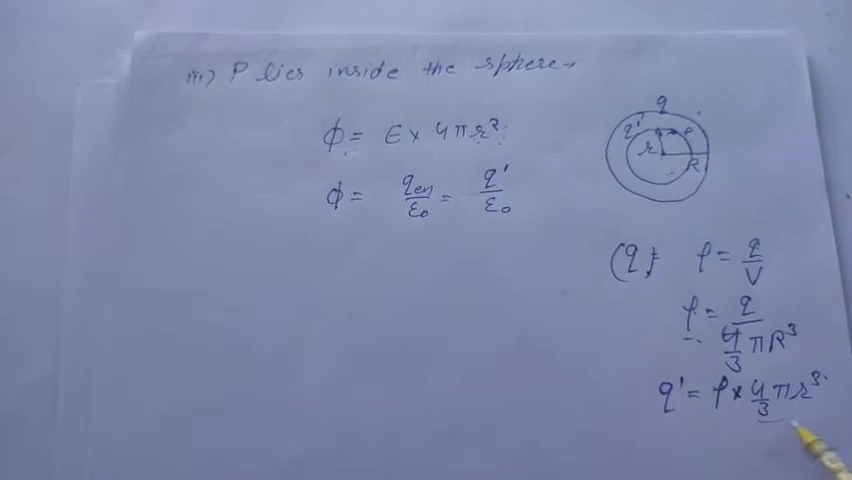 iii) P lies inside the sphere→
ϕ = E × 4πr²
ϕ = qen/ε₀ = q'/ε₀
q
q'
r
P
R
(q) ρ = q/V
ρ = q/(4/3 πR³)
q' = ρ × 4/3 πr³